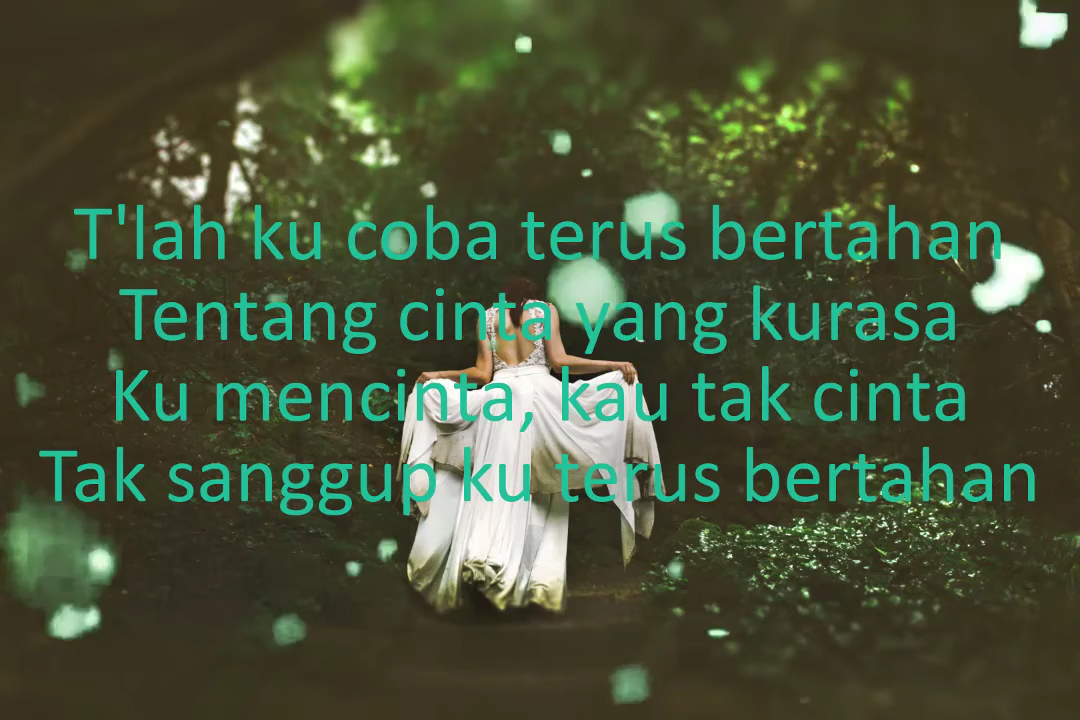 T'lah ku coba terus bertahan
Tentang cinta yang kurasa
Ku mencinta, kau tak cinta
Tak sanggup ku terus bertahan